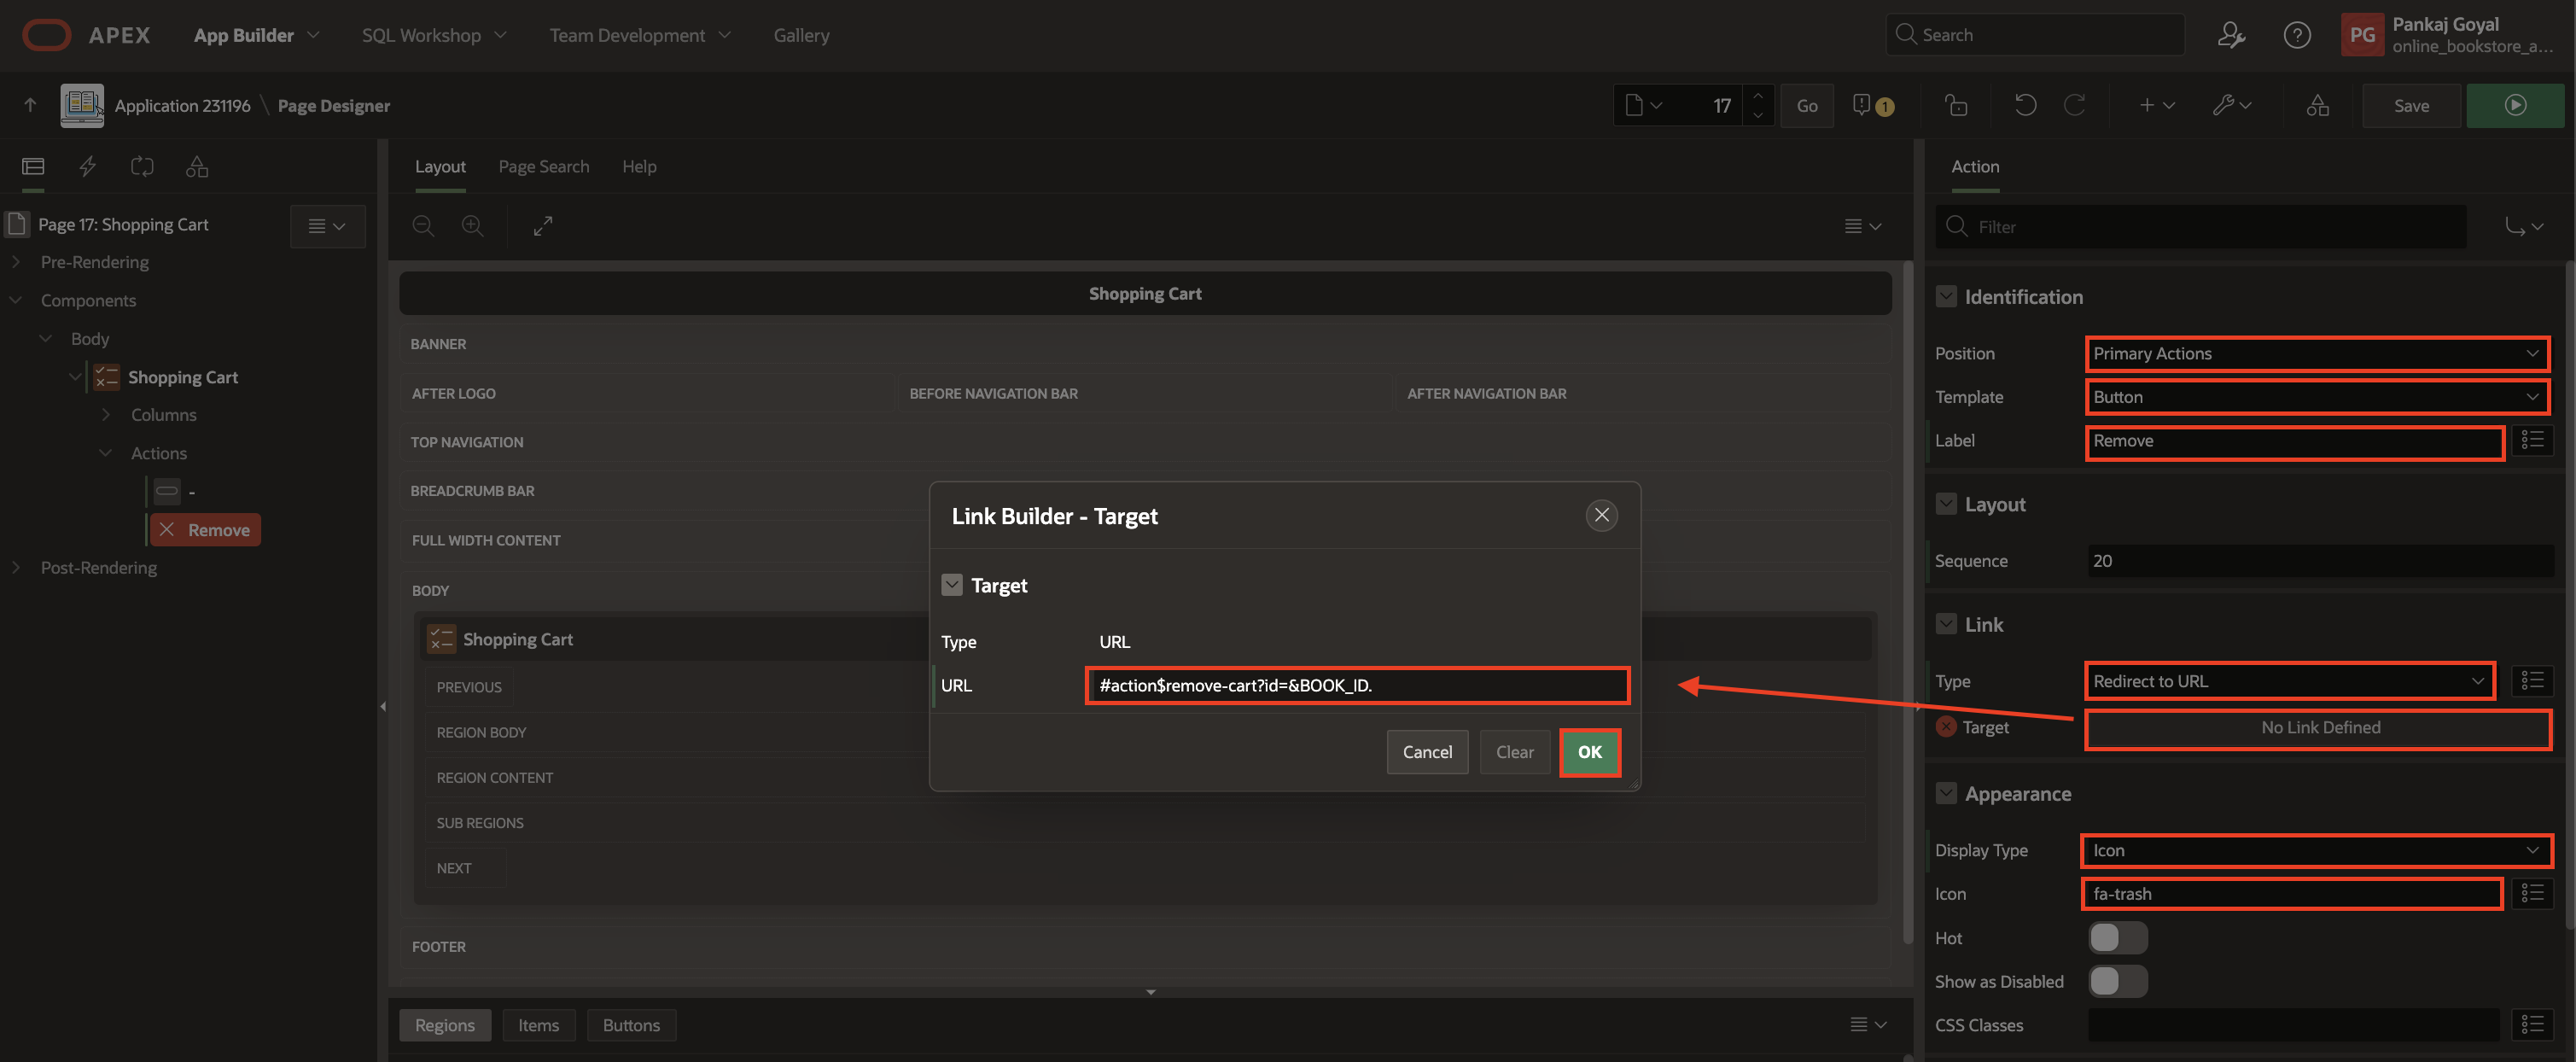 APEX App Builder SQL Workshop Team Development Gallery Search PG Pankaj Goyal
online_bookstore_a...
Application 231196 \ Page Designer 17 Go 1 Save
Layout Page Search Help
Action
Page 17: Shopping Cart
Filter
Pre-Rendering
Components
Body
Shopping Cart
Columns
Actions
-
Remove
Post-Rendering
Shopping Cart
BANNER
AFTER LOGO BEFORE NAVIGATION BAR AFTER NAVIGATION BAR
TOP NAVIGATION
BREADCRUMB BAR
FULL WIDTH CONTENT
BODY
Shopping Cart
PREVIOUS
REGION BODY
REGION CONTENT
SUB REGIONS
NEXT
FOOTER
Regions Items Buttons
Link Builder - Target
Target
Type URL
URL #action$remove-cart?id=&BOOK_ID.
Cancel Clear OK
Identification
Position Primary Actions
Template Button
Label Remove
Layout
Sequence 20
Link
Type Redirect to URL
Target No Link Defined
Appearance
Display Type Icon
Icon fa-trash
Hot
Show as Disabled
CSS Classes